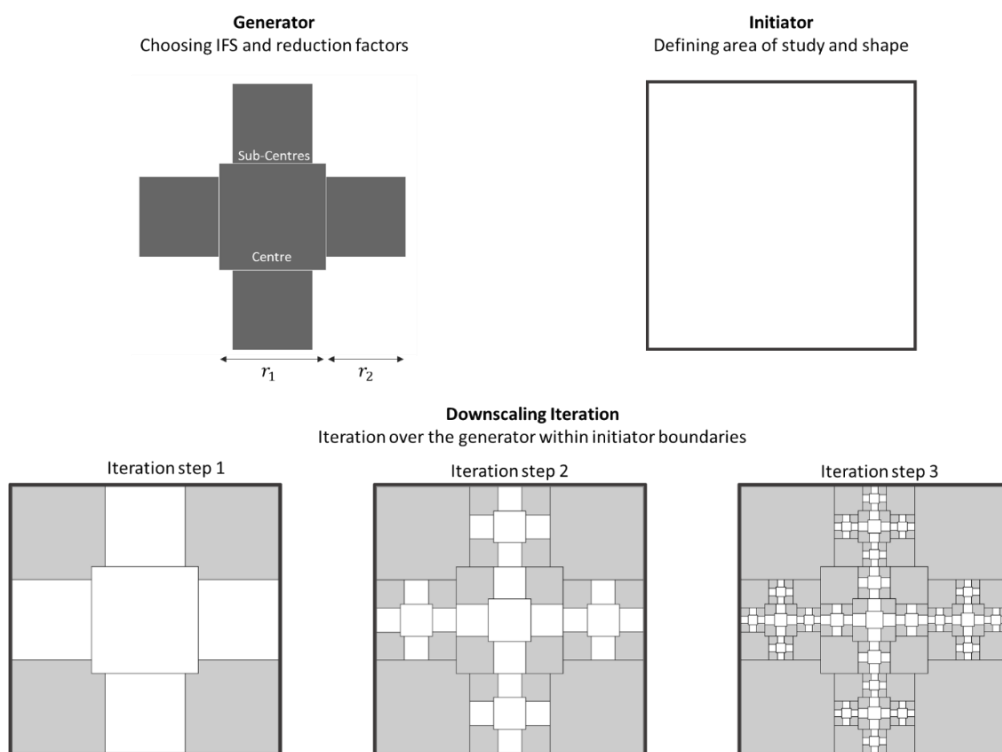 Generator
Choosing IFS and reduction factors
Initiator
Defining area of study and shape
Sub-Centres
Centre
r₁
r₂
Downscaling Iteration
Iteration over the generator within initiator boundaries
Iteration step 1
Iteration step 2
Iteration step 3